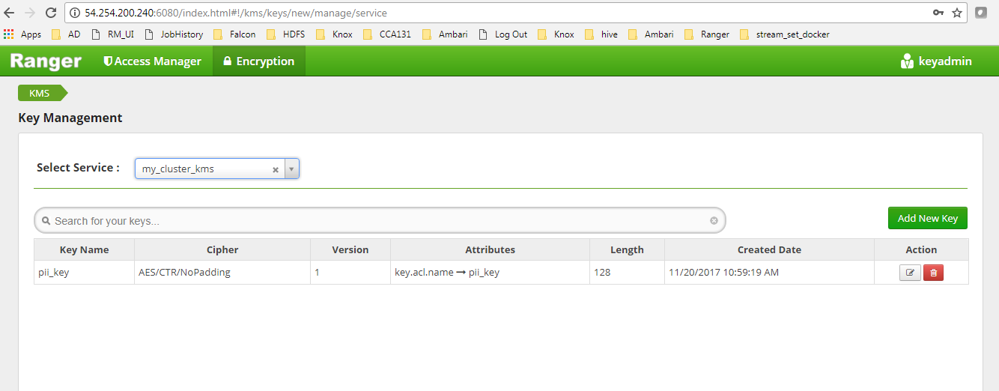 54.254.200.240:6080/index.html#!/kms/keys/new/manage/service
Apps AD RM_UI JobHistory Falcon HDFS Knox CCA131 Ambari Log Out Knox hive Ambari Ranger stream_set_docker
Ranger Access Manager Encryption keyadmin
KMS
Key Management
Select Service : my_cluster_kms
Search for your keys...
Add New Key
Key Name Cipher Version Attributes Length Created Date Action
pii_key AES/CTR/NoPadding 1 key.acl.name → pii_key 128 11/20/2017 10:59:19 AM